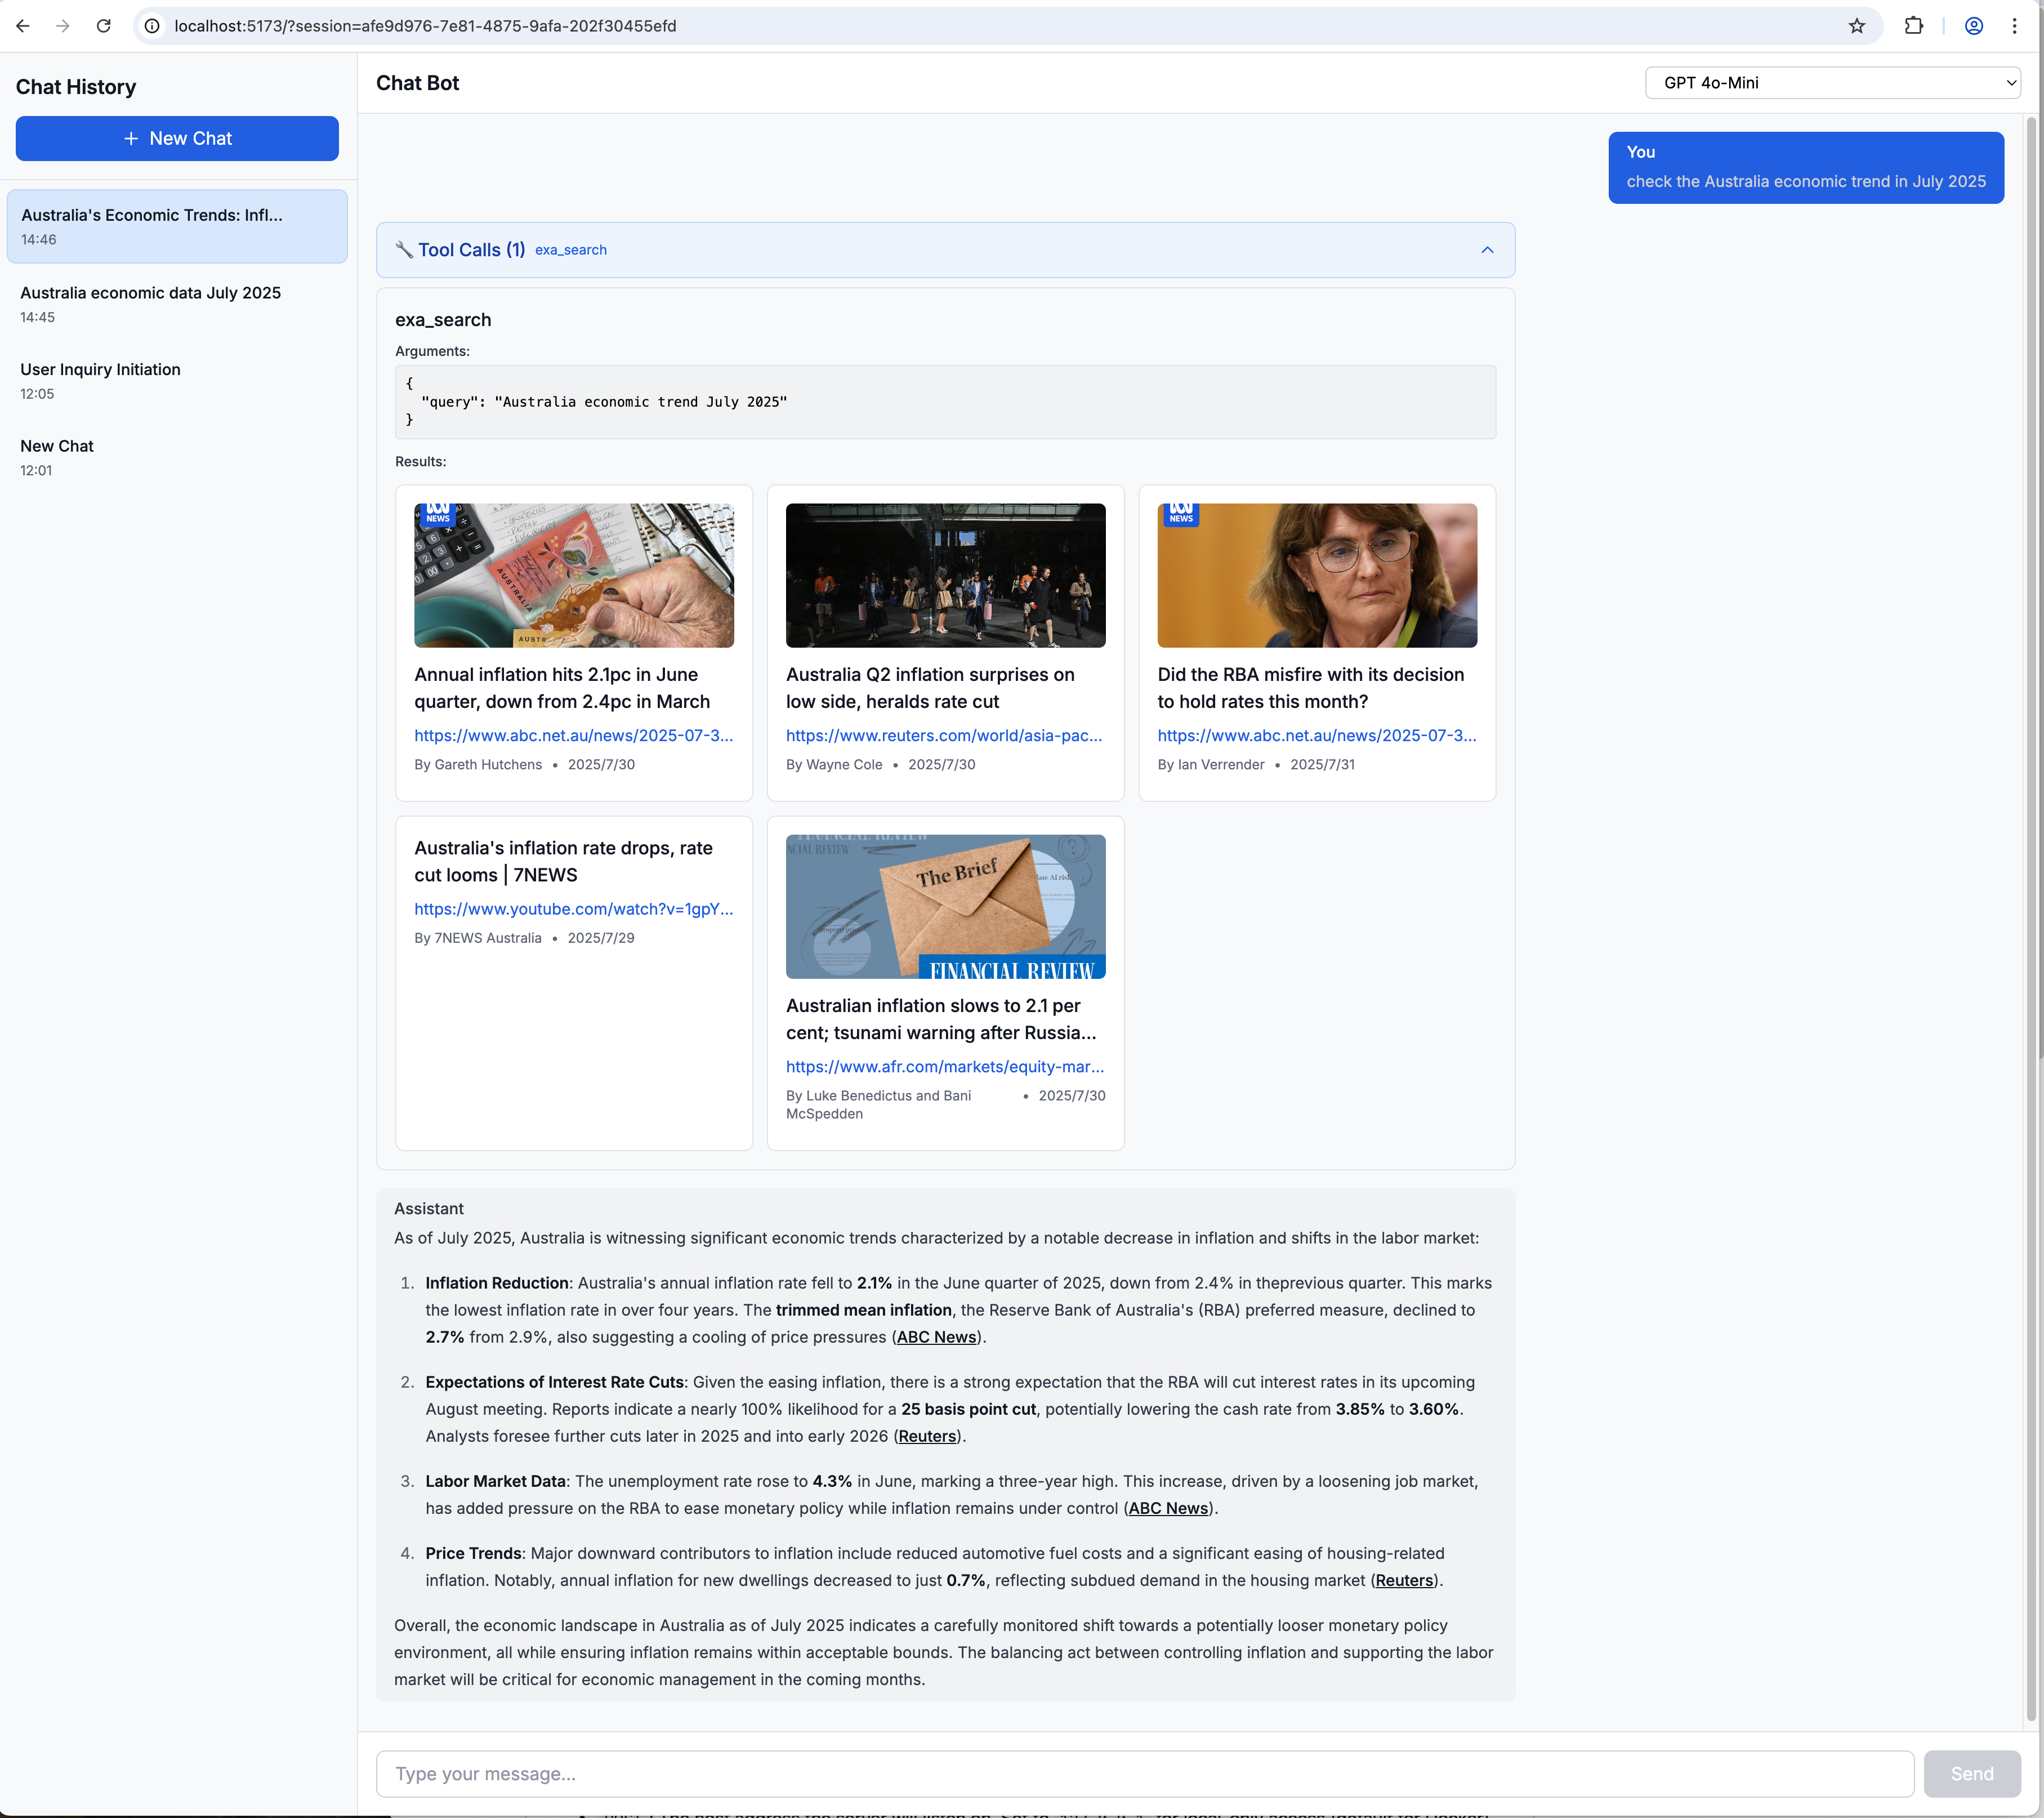 localhost:5173/?session=afe9d976-7e81-4875-9afa-202f30455efd
Chat History
+ New Chat
Australia's Economic Trends: Infl...
14:46
Australia economic data July 2025
14:45
User Inquiry Initiation
12:05
New Chat
12:01
Chat Bot
GPT 4o-Mini
You
check the Australia economic trend in July 2025
Tool Calls (1) exa_search
exa_search
Arguments:
{
"query": "Australia economic trend July 2025"
}
Results:
NEWS
AUSTRALIA
AUSTR
Annual inflation hits 2.1pc in June
quarter, down from 2.4pc in March
https://www.abc.net.au/news/2025-07-3...
By Gareth Hutchens • 2025/7/30
Australia Q2 inflation surprises on
low side, heralds rate cut
https://www.reuters.com/world/asia-pac...
By Wayne Cole • 2025/7/30
NEWS
Did the RBA misfire with its decision
to hold rates this month?
https://www.abc.net.au/news/2025-07-3...
By Ian Verrender • 2025/7/31
Australia's inflation rate drops, rate
cut looms | 7NEWS
https://www.youtube.com/watch?v=1gpY...
By 7NEWS Australia • 2025/7/29
FINANCIAL REVIEW
NCIAL REVIEW
The Brief
FINANCIAL REVIEW
Australian inflation slows to 2.1 per
cent; tsunami warning after Russia...
https://www.afr.com/markets/equity-mar...
By Luke Benedictus and Bani • 2025/7/30
McSpedden
Assistant
As of July 2025, Australia is witnessing significant economic trends characterized by a notable decrease in inflation and shifts in the labor market:
1. Inflation Reduction: Australia's annual inflation rate fell to 2.1% in the June quarter of 2025, down from 2.4% in theprevious quarter. This marks
the lowest inflation rate in over four years. The trimmed mean inflation, the Reserve Bank of Australia's (RBA) preferred measure, declined to
2.7% from 2.9%, also suggesting a cooling of price pressures (ABC News).
2. Expectations of Interest Rate Cuts: Given the easing inflation, there is a strong expectation that the RBA will cut interest rates in its upcoming
August meeting. Reports indicate a nearly 100% likelihood for a 25 basis point cut, potentially lowering the cash rate from 3.85% to 3.60%.
Analysts foresee further cuts later in 2025 and into early 2026 (Reuters).
3. Labor Market Data: The unemployment rate rose to 4.3% in June, marking a three-year high. This increase, driven by a loosening job market,
has added pressure on the RBA to ease monetary policy while inflation remains under control (ABC News).
4. Price Trends: Major downward contributors to inflation include reduced automotive fuel costs and a significant easing of housing-related
inflation. Notably, annual inflation for new dwellings decreased to just 0.7%, reflecting subdued demand in the housing market (Reuters).
Overall, the economic landscape in Australia as of July 2025 indicates a carefully monitored shift towards a potentially looser monetary policy
environment, all while ensuring inflation remains within acceptable bounds. The balancing act between controlling inflation and supporting the labor
market will be critical for economic management in the coming months.
Type your message...
Send